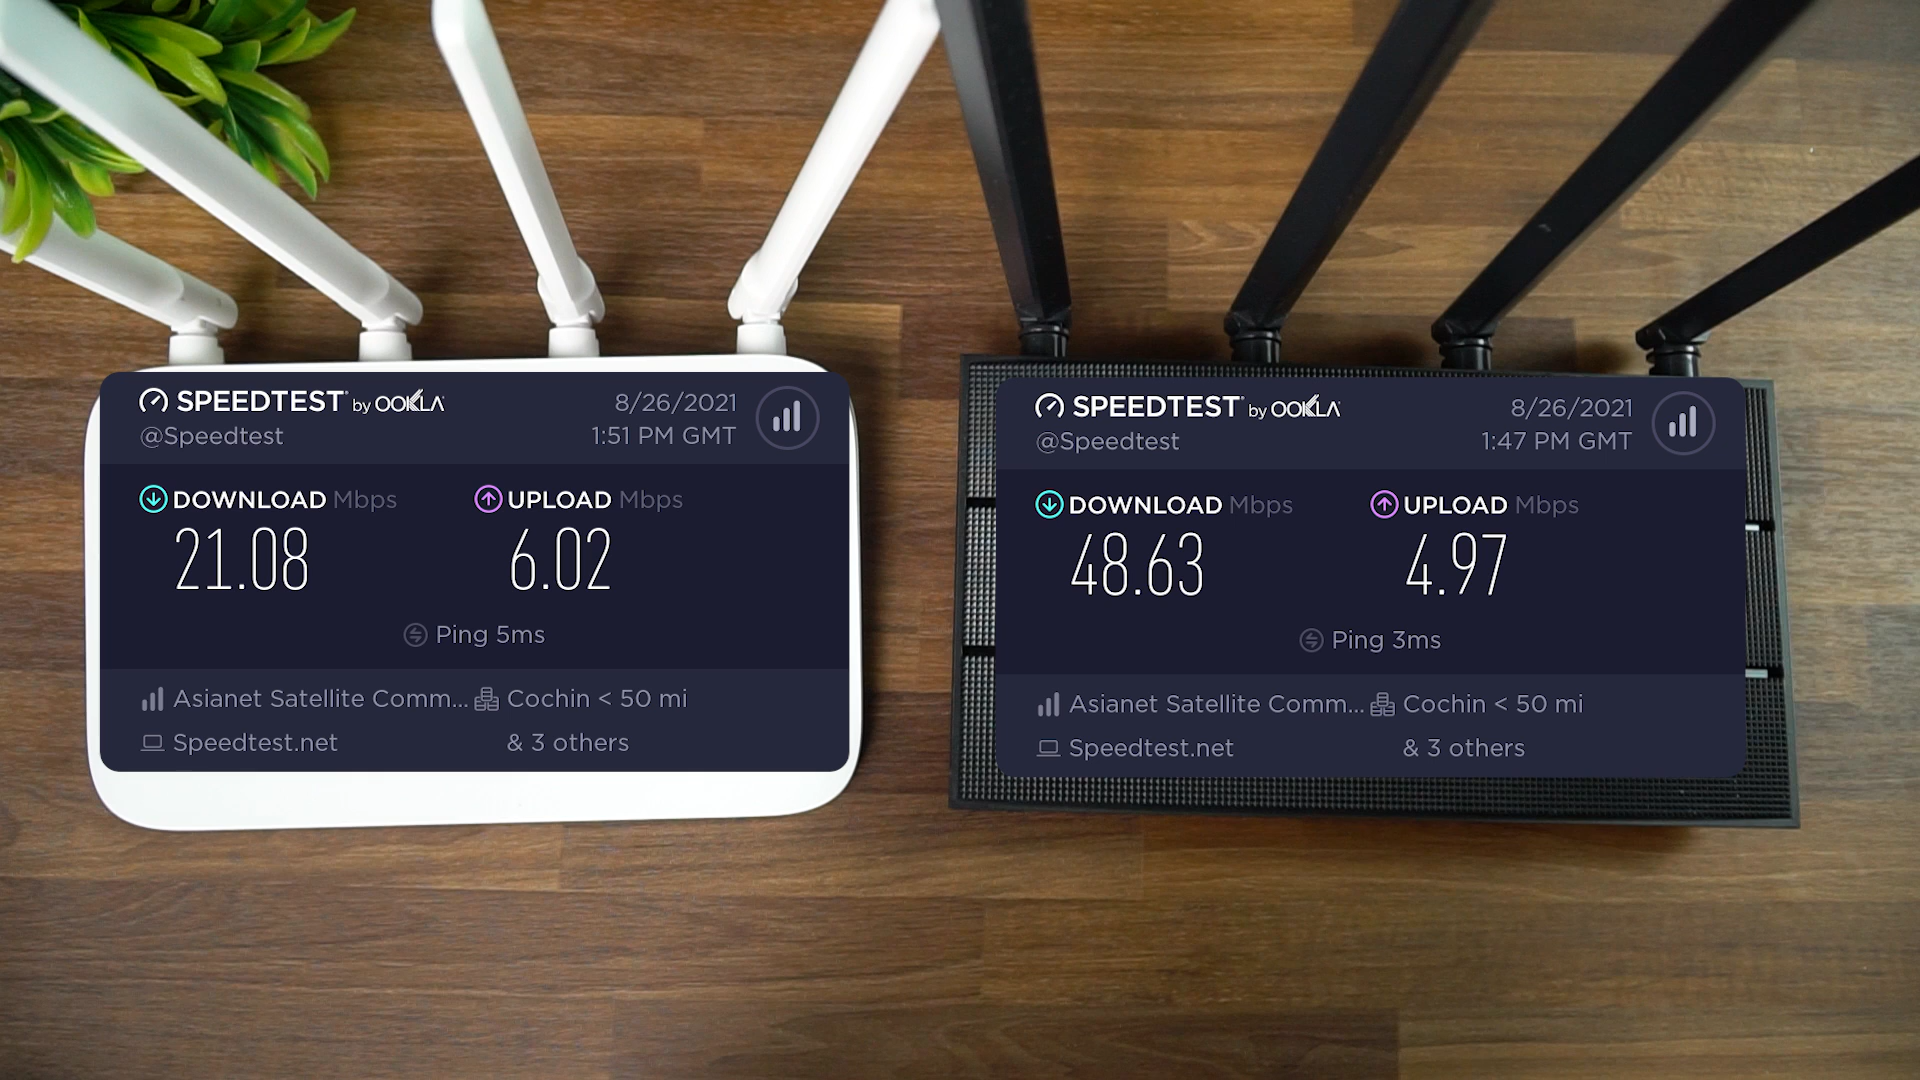 SPEEDTEST by OOKLA
@Speedtest
8/26/2021
1:51 PM GMT
DOWNLOAD Mbps
21.08
UPLOAD Mbps
6.02
Ping 5ms
Asianet Satellite Comm...
Cochin < 50 mi
Speedtest.net
& 3 others
SPEEDTEST by OOKLA
@Speedtest
8/26/2021
1:47 PM GMT
DOWNLOAD Mbps
48.63
UPLOAD Mbps
4.97
Ping 3ms
Asianet Satellite Comm...
Cochin < 50 mi
Speedtest.net
& 3 others